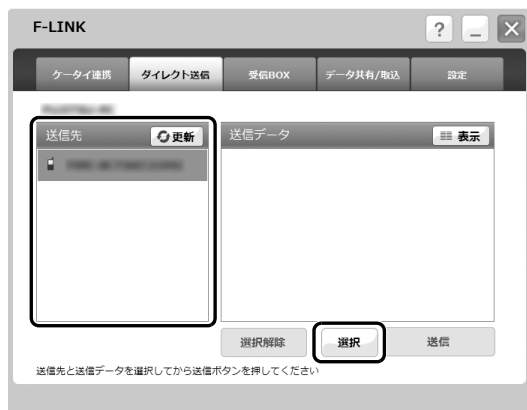 F-LINK
? _ ×
ケータイ連携 ダイレクト送信 受信BOX データ共有/取込 設定
送信先 更新 送信データ 表示
選択解除 選択 送信
送信先と送信データを選択してから送信ボタンを押してください